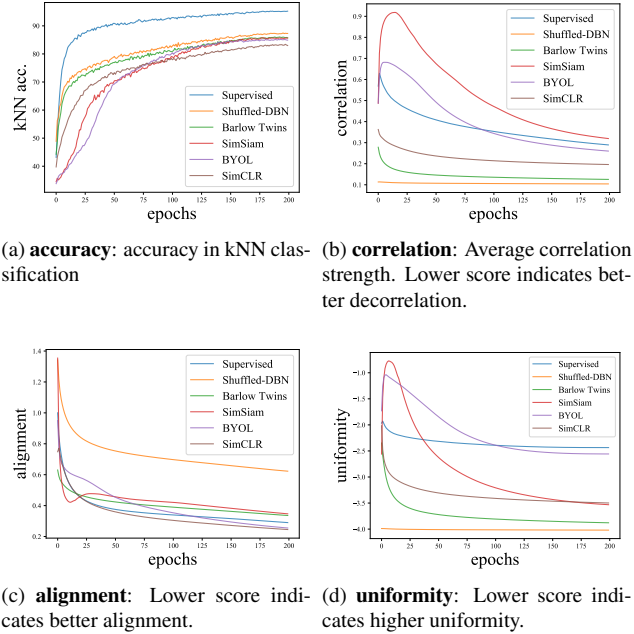 kNN acc.
90
80
70
60
50
40
0 25 50 75 100 125 150 175 200
epochs
Supervised
Shuffled-DBN
Barlow Twins
SimSiam
BYOL
SimCLR
correlation
0.9
0.8
0.7
0.6
0.5
0.4
0.3
0.2
0.1
0 25 50 75 100 125 150 175 200
epochs
Supervised
Shuffled-DBN
Barlow Twins
SimSiam
BYOL
SimCLR
(a) accuracy: accuracy in kNN clas-
sification
(b) correlation: Average correlation
strength. Lower score indicates bet-
ter decorrelation.
alignment
1.4
1.2
1.0
0.8
0.6
0.4
0.2
0 25 50 75 100 125 150 175 200
epochs
Supervised
Shuffled-DBN
Barlow Twins
SimSiam
BYOL
SimCLR
uniformity
−1.0
−1.5
−2.0
−2.5
−3.0
−3.5
−4.0
0 25 50 75 100 125 150 175 200
epochs
Supervised
Shuffled-DBN
Barlow Twins
SimSiam
BYOL
SimCLR
(c) alignment: Lower score indi-
cates better alignment.
(d) uniformity: Lower score indi-
cates higher uniformity.